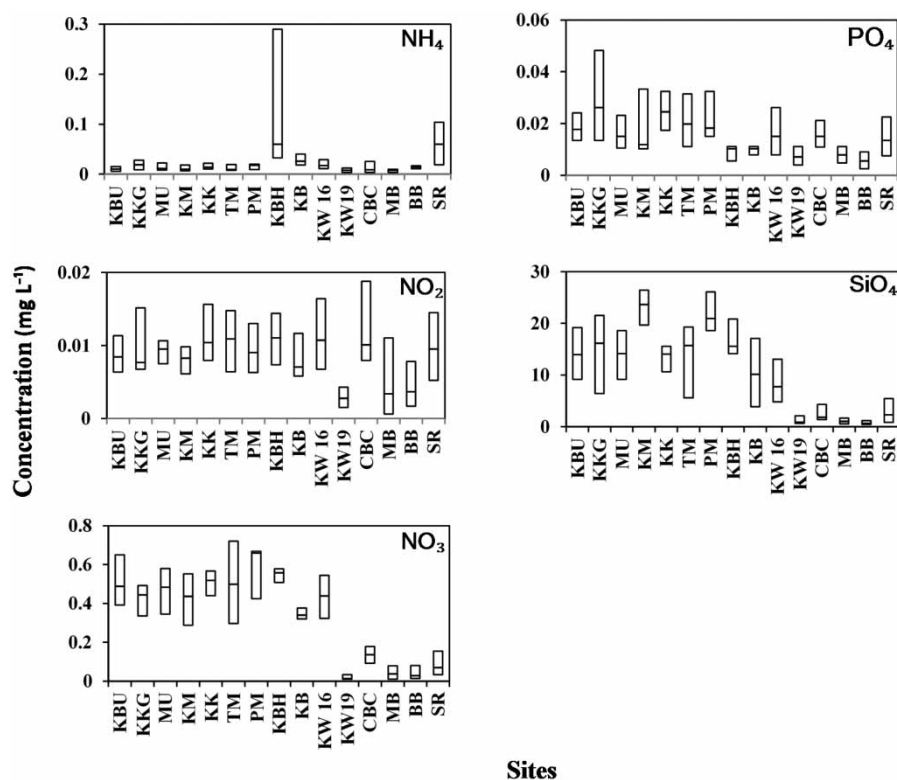 Concentration (mg L⁻¹)
NH₄
0.3
0.2
0.1
0
KBU KKG MU KM KK TM PM KBH KB KW 16 KW19 CBC MB BB SR
PO₄
0.06
0.04
0.02
0
KBU KKG MU KM KK TM PM KBH KB KW 16 KW19 CBC MB BB SR
NO₂
0.02
0.01
0
KBU KKG MU KM KK TM PM KBH KB KW 16 KW19 CBC MB BB SR
SiO₄
30
20
10
0
KBU KKG MU KM KK TM PM KBH KB KW 16 KW19 CBC MB BB SR
NO₃
0.8
0.6
0.4
0.2
0
KBU KKG MU KM KK TM PM KBH KB KW 16 KW19 CBC MB BB SR
Sites